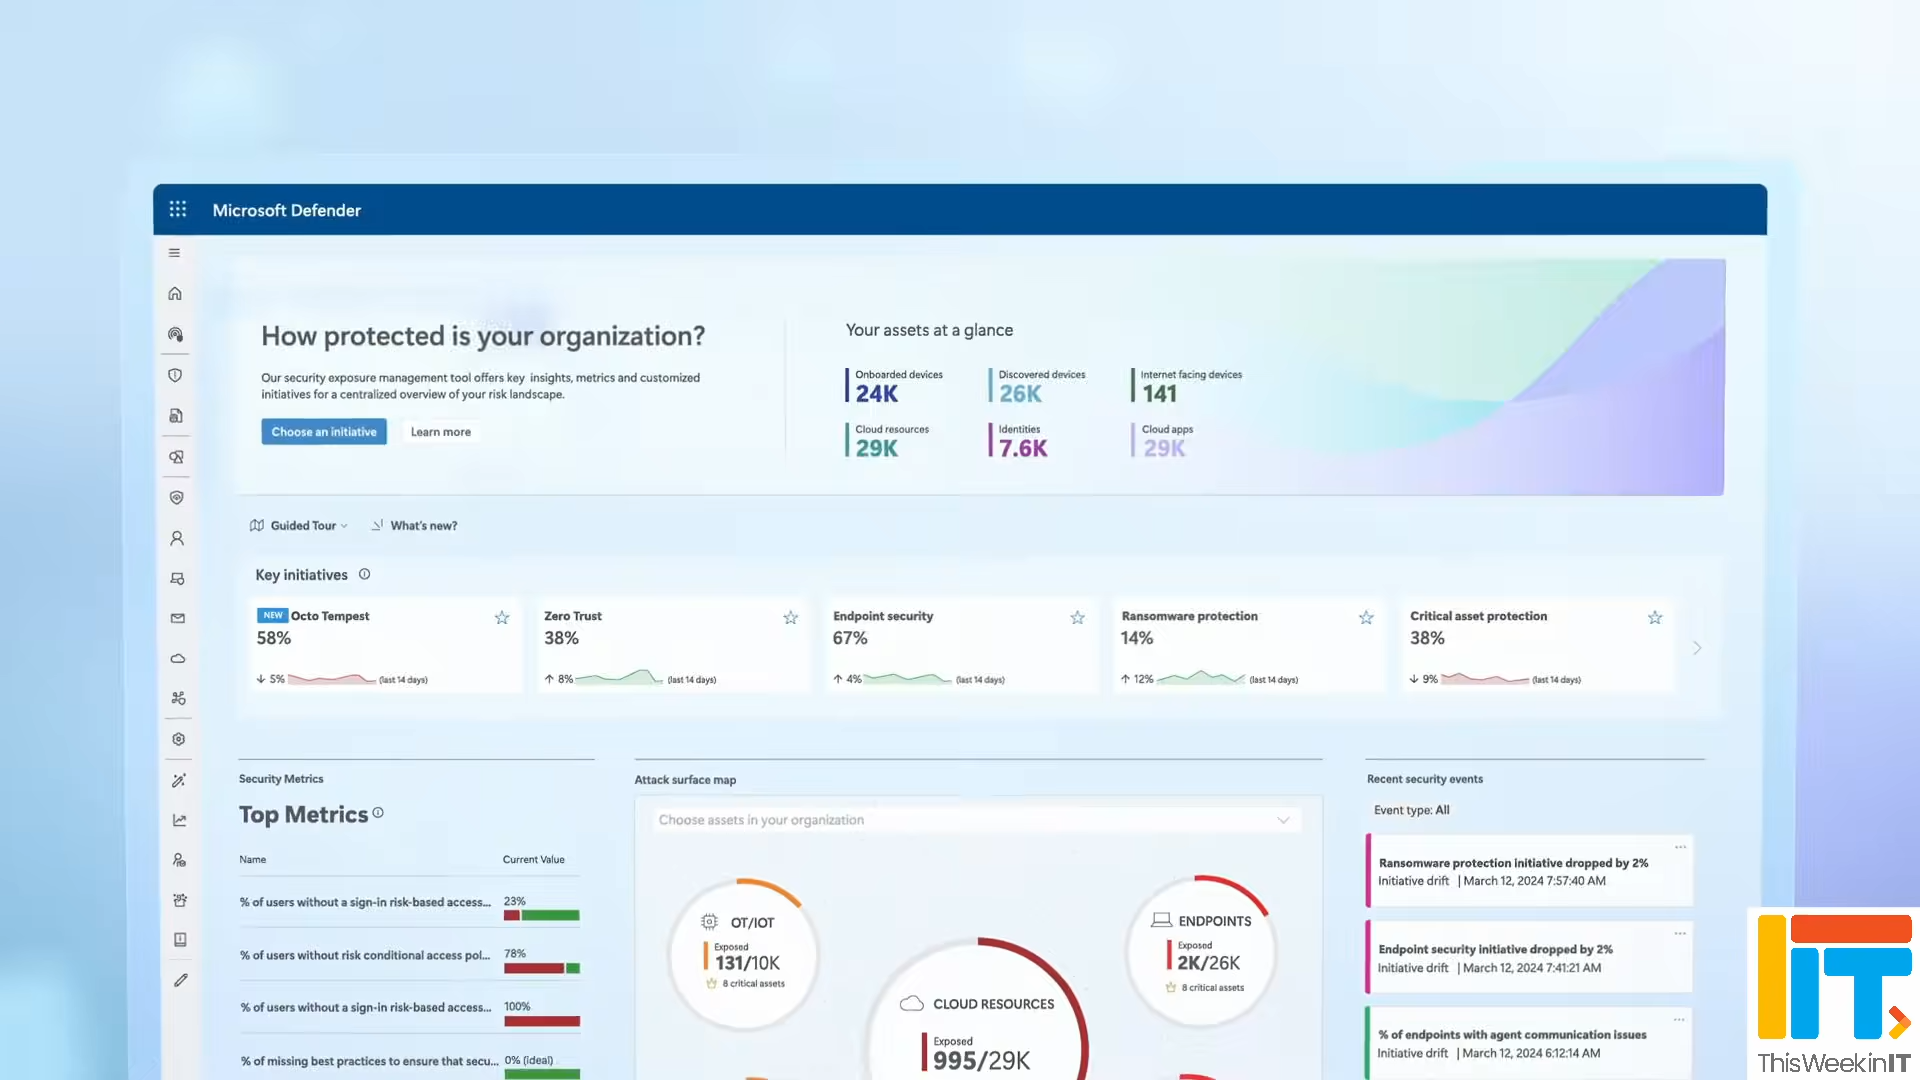 Microsoft Defender
How protected is your organization?
Our security exposure management tool offers key insights, metrics and customized
initiatives for a centralized overview of your risk landscape.
Choose an initiative
Learn more
Your assets at a glance
Onboarded devices
24K
Discovered devices
26K
Internet facing devices
141
Cloud resources
29K
Identities
7.6K
Cloud apps
29K
Guided Tour
What's new?
Key initiatives
NEW Octo Tempest
58%
5% (last 14 days)
Zero Trust
38%
8% (last 14 days)
Endpoint security
67%
4% (last 14 days)
Ransomware protection
14%
12% (last 14 days)
Critical asset protection
38%
9% (last 14 days)
Security Metrics
Top Metrics
Name Current Value
% of users without a sign-in risk-based access... 23%
% of users without risk conditional access pol... 78%
% of users without a sign-in risk-based access... 100%
% of missing best practices to ensure that secu... 0% (ideal)
Attack surface map
Choose assets in your organization
OT/IOT
Exposed
131/10K
8 critical assets
CLOUD RESOURCES
Exposed
995/29K
ENDPOINTS
Exposed
2K/26K
8 critical assets
Recent security events
Event type: All
Ransomware protection initiative dropped by 2%
Initiative drift | March 12, 2024 7:57:40 AM
Endpoint security initiative dropped by 2%
Initiative drift | March 12, 2024 7:41:21 AM
% of endpoints with agent communication issues
Initiative drift | March 12, 2024 6:12:14 AM
IT
ThisWeekinIT